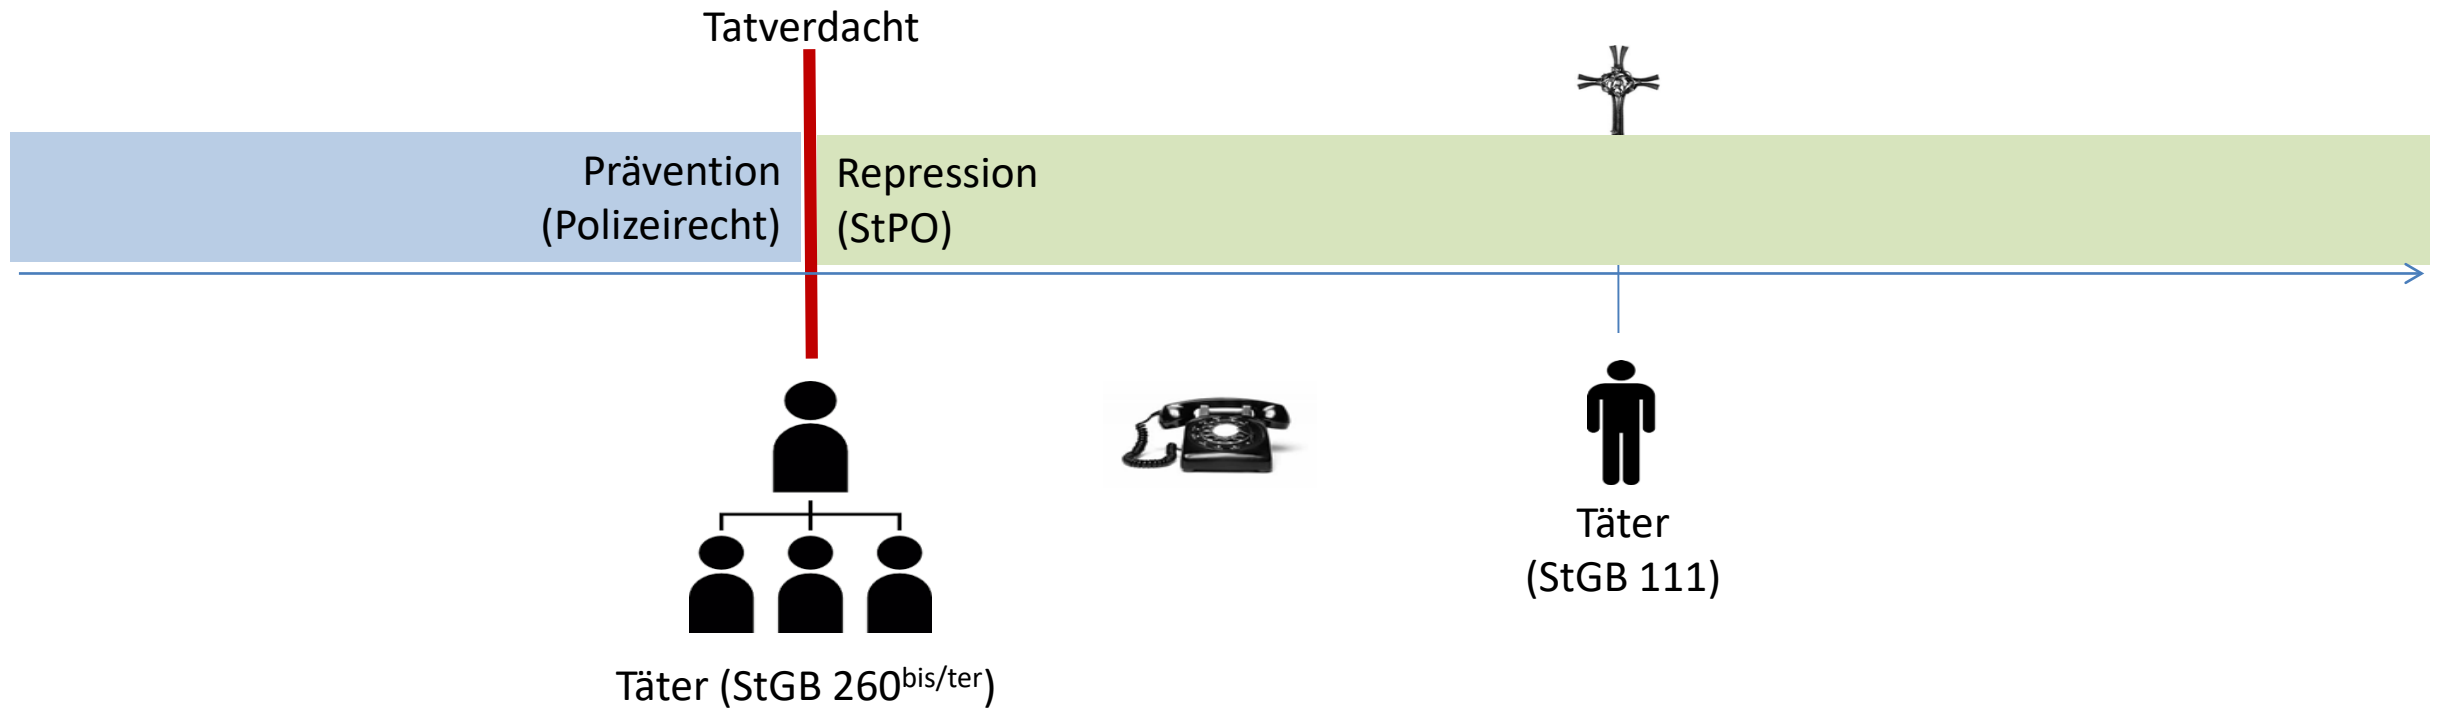 Tatverdacht
Prävention
(Polizeirecht)
Repression
(StPO)
Täter
(StGB 111)
Täter (StGB 260bis/ter)